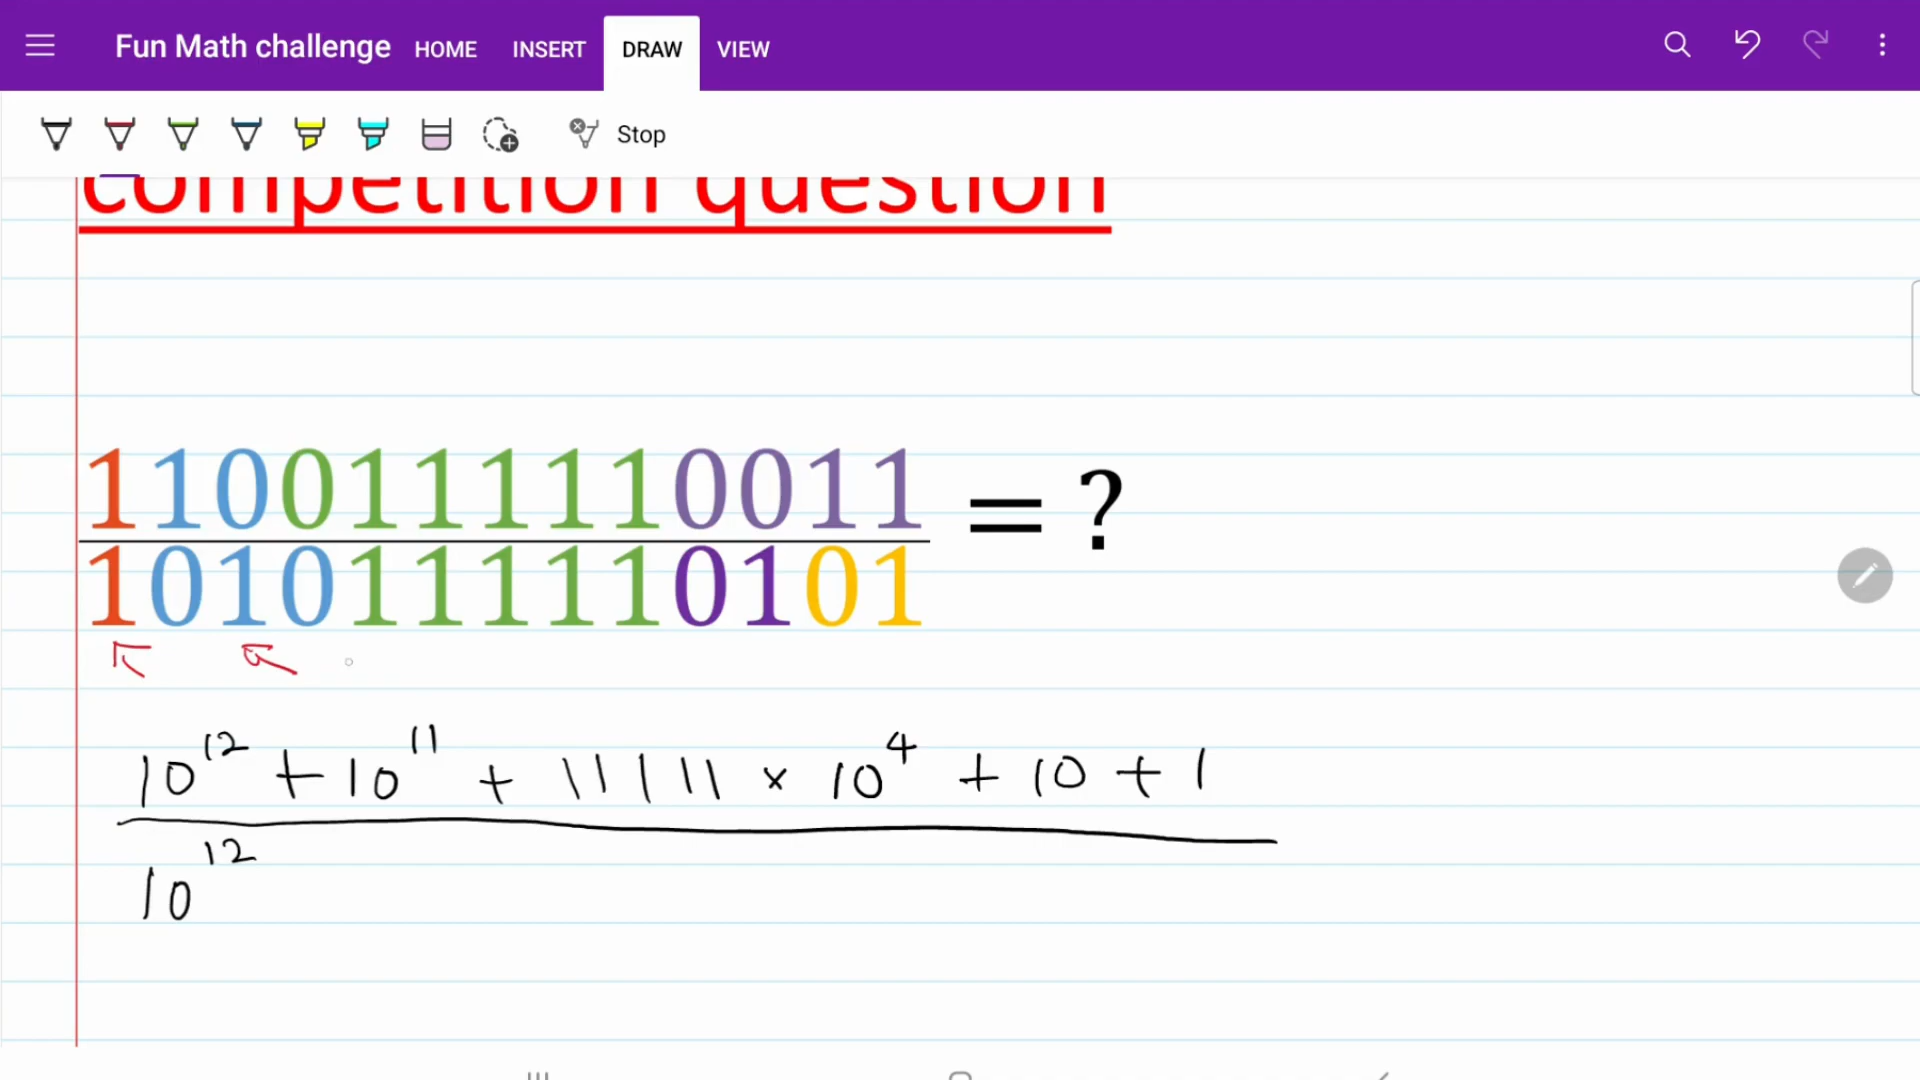 Fun Math challenge HOME INSERT DRAW VIEW
Stop
competition question
1100111110011 = ?
1010111110101
10^12 + 10^11 + 11111 × 10^4 + 10 + 1
10^12